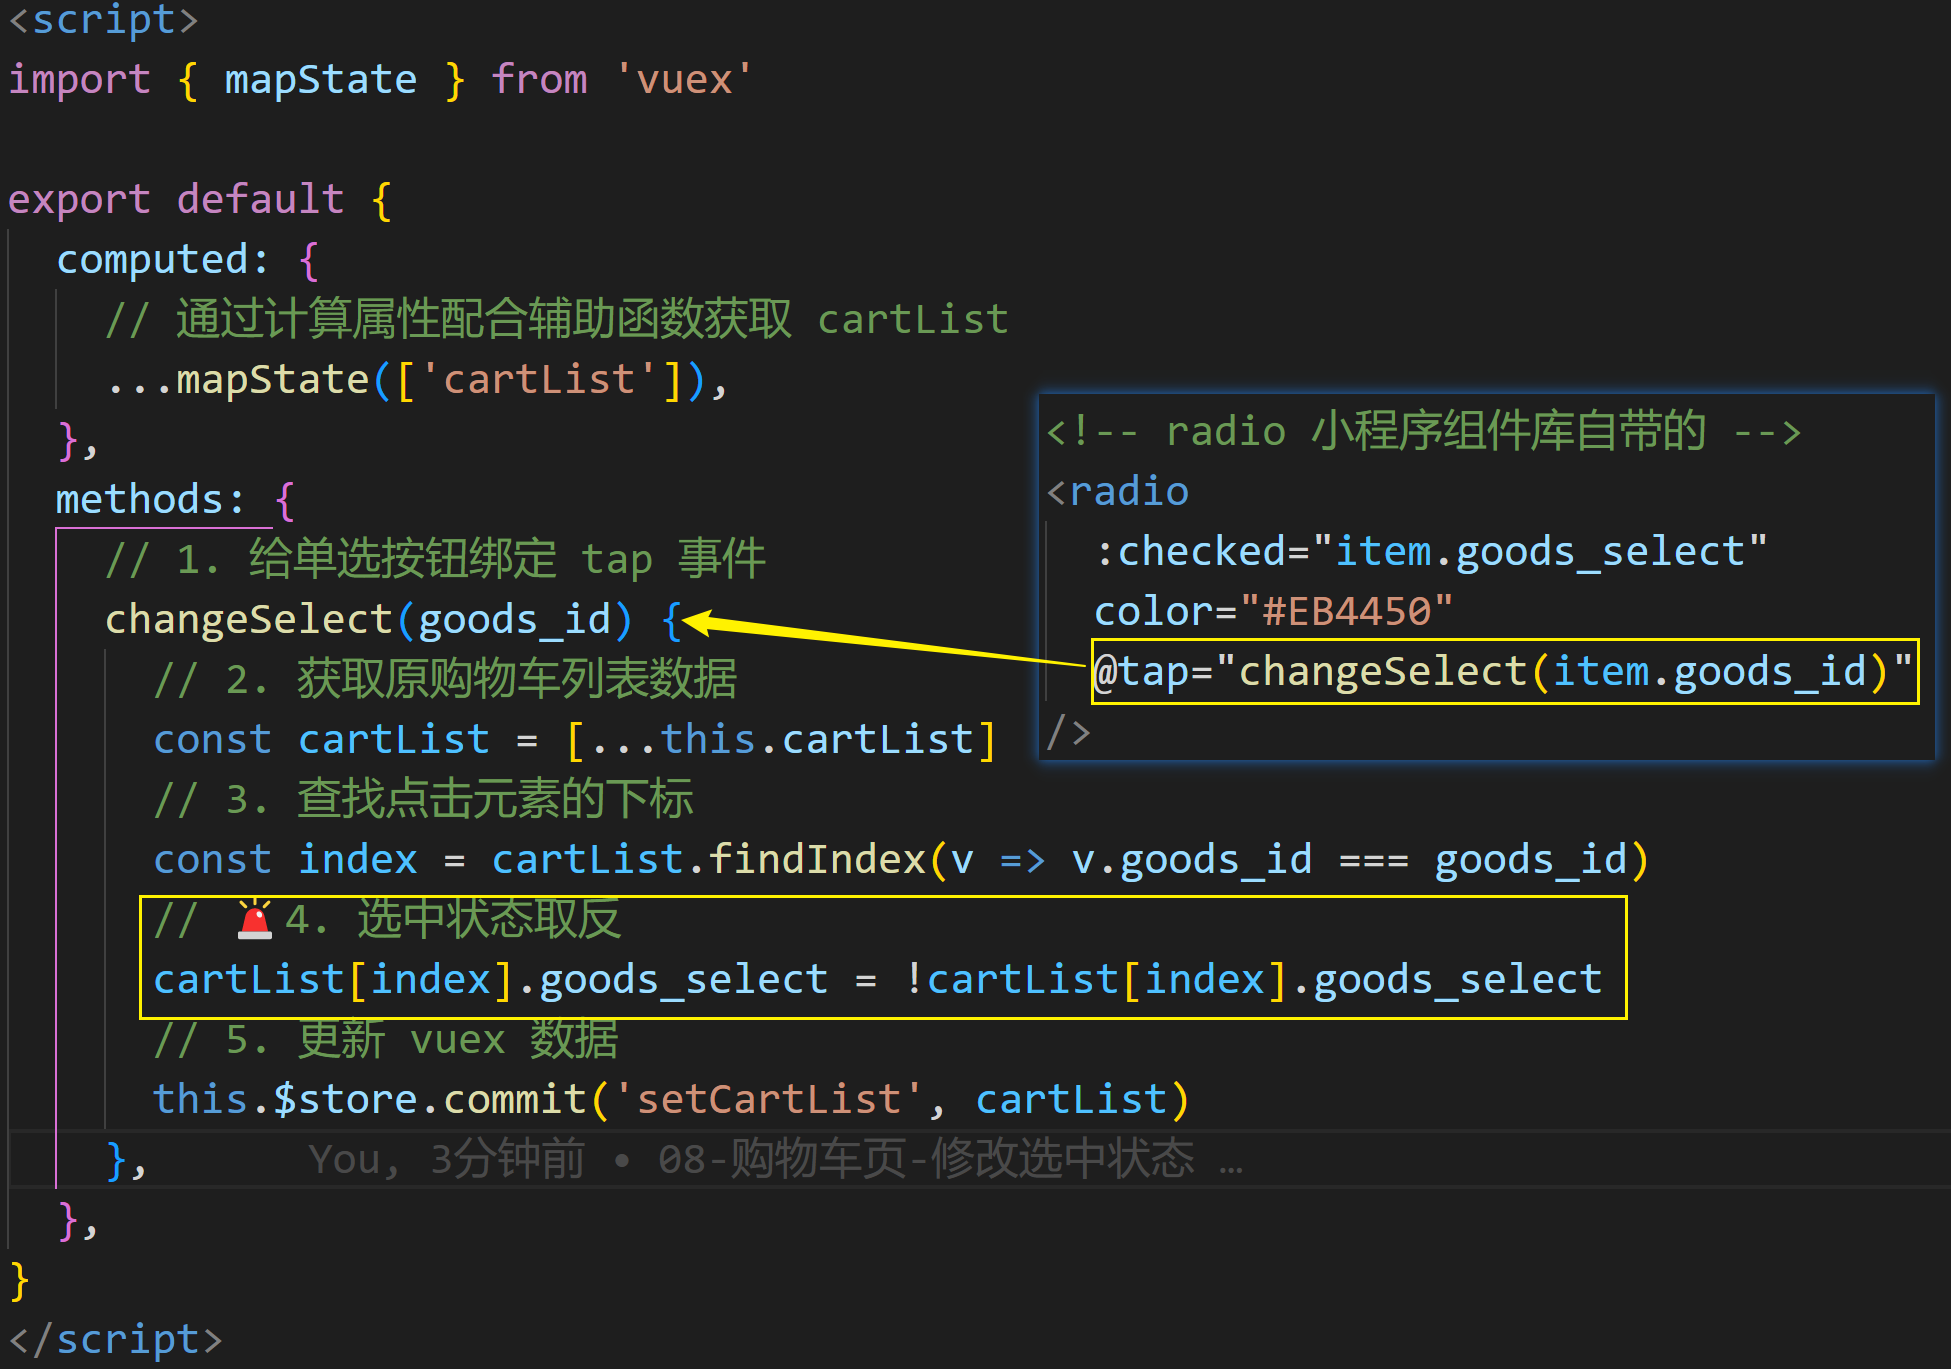 <script>
import { mapState } from 'vuex'
export default {
computed: {
// 通过计算属性配合辅助函数获取 cartList
...mapState(['cartList']),
},
methods: {
// 1. 给单选按钮绑定 tap 事件
changeSelect(goods_id) {
// 2. 获取原购物车列表数据
const cartList = [...this.cartList]
// 3. 查找点击元素的下标
const index = cartList.findIndex(v => v.goods_id === goods_id)
// 🚨4. 选中状态取反
cartList[index].goods_select = !cartList[index].goods_select
// 5. 更新 vuex 数据
this.$store.commit('setCartList', cartList)
}, You, 3分钟前 • 08-购物车页-修改选中状态 …
},
}
</script>
<!-- radio 小程序组件库自带的 -->
<radio
:checked="item.goods_select"
color="#EB4450"
@tap="changeSelect(item.goods_id)"
/>